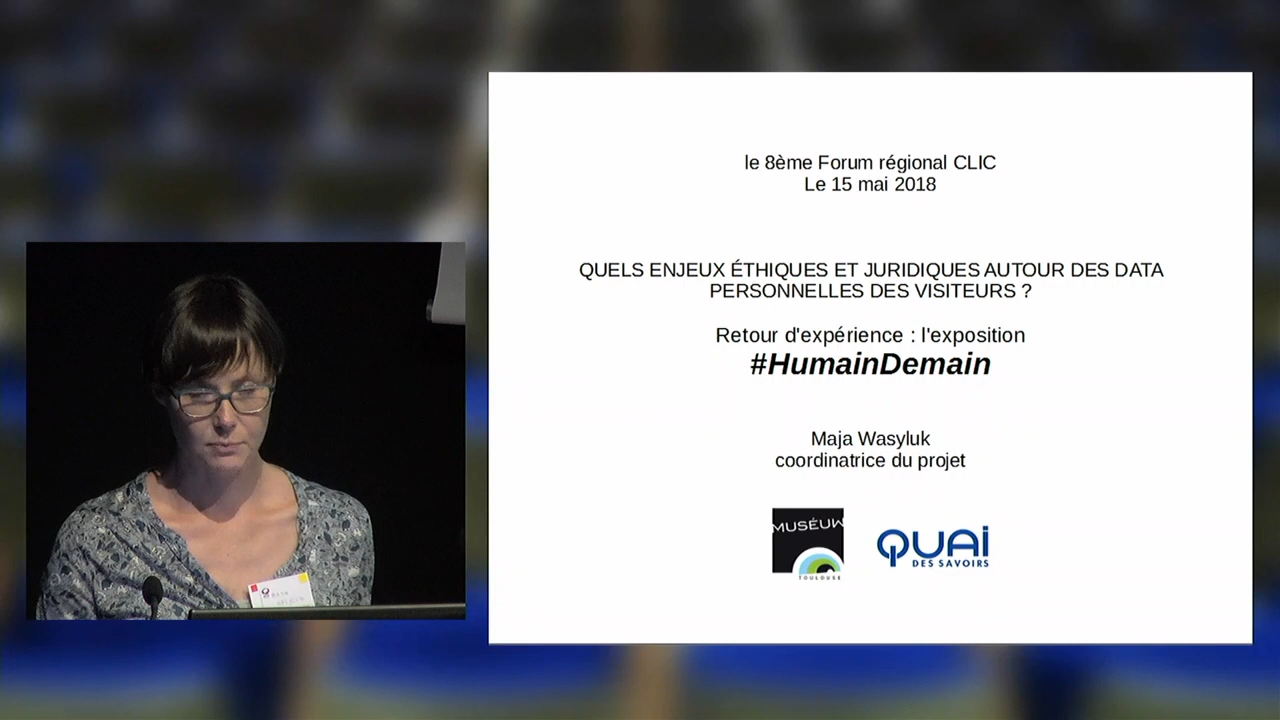 le 8ème Forum régional CLIC
Le 15 mai 2018
QUELS ENJEUX ÉTHIQUES ET JURIDIQUES AUTOUR DES DATA
PERSONNELLES DES VISITEURS ?
Retour d'expérience : l'exposition
#HumainDemain
Maja Wasyluk
coordinatrice du projet
MUSÉUM
TOULOUSE
QUAI
DES SAVOIRS